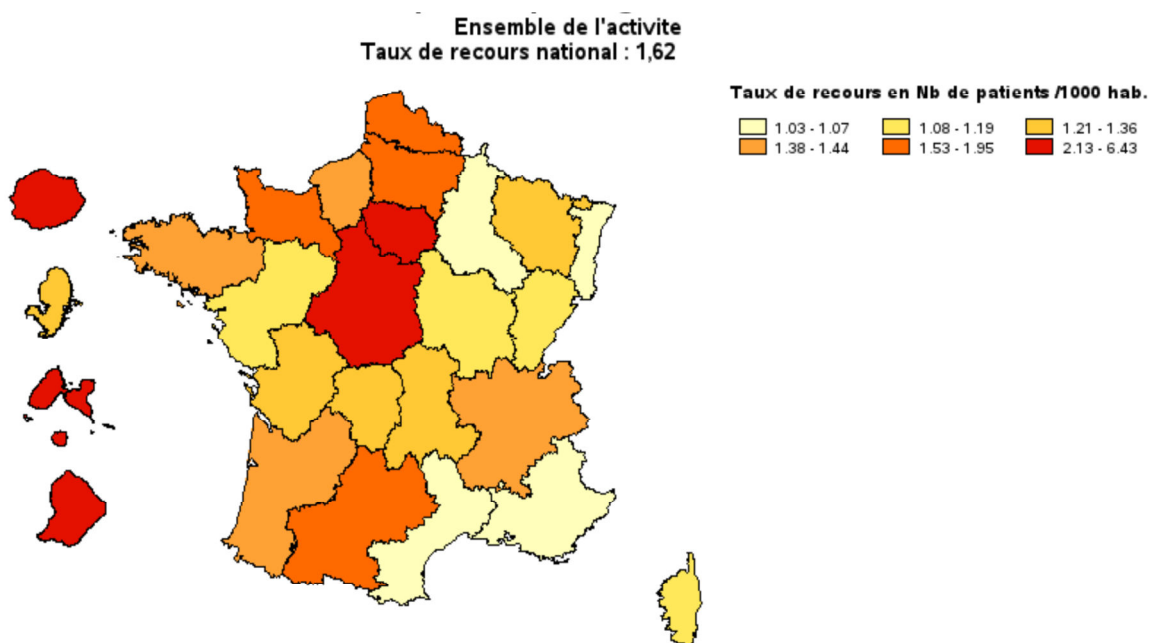 Ensemble de l'activite
Taux de recours national : 1,62
Taux de recours en Nb de patients /1000 hab.
1.03 - 1.07 1.08 - 1.19 1.21 - 1.36
1.38 - 1.44 1.53 - 1.95 2.13 - 6.43